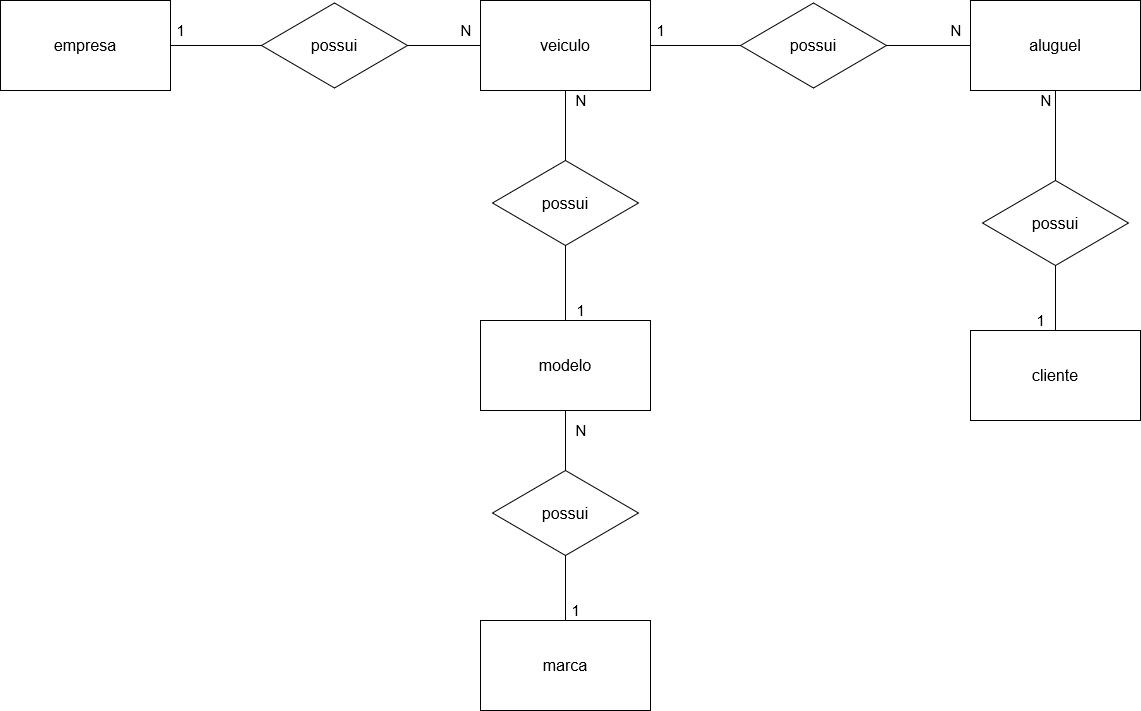 empresa
1
possui
N
veiculo
1
possui
N
aluguel
N
N
possui
possui
1
1
modelo
cliente
N
possui
1
marca